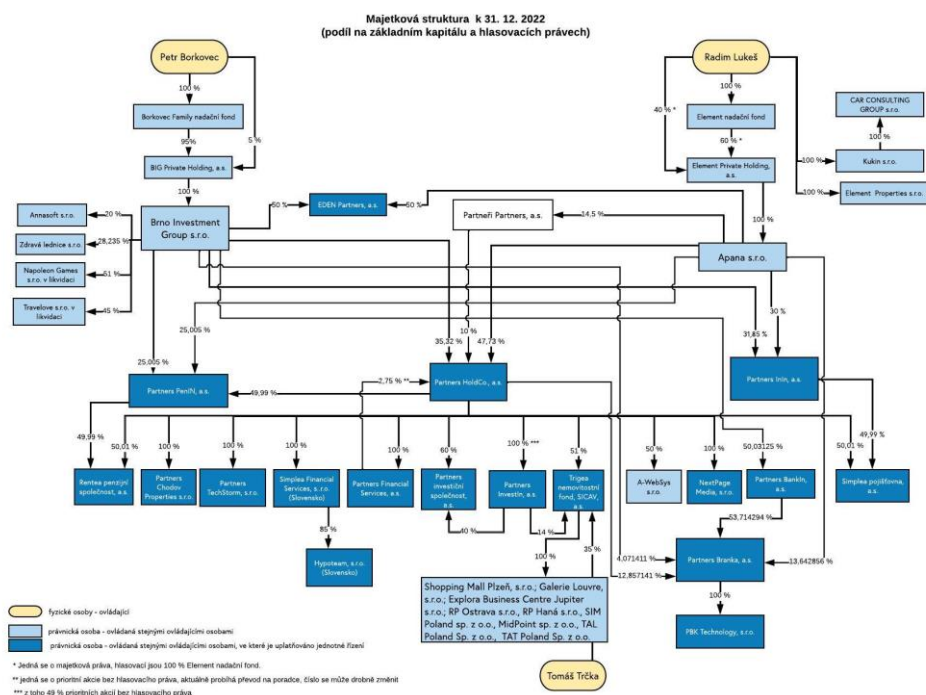 Majetková struktura k 31. 12. 2022
(podíl na základním kapitálu a hlasovacích právech)
Petr Borkovec
Radim Lukeš
100 %
100 %
40 % *
CAR CONSULTING
GROUP s.r.o.
Borkovec Family nadační fond
Element nadační fond
5 %
95%
60 % *
100 %
BIG Private Holding, a.s.
Element Private Holding,
a.s.
100 %
Kukin s.r.o.
100 %
100 %
Element Properties s.r.o.
EDEN Partners, a.s.
Annasoft s.r.o.
20 %
Brno Investment
Group s.r.o.
50 %
50 %
Partneři Partners, a.s.
14,5 %
100 %
Zdravá lednice s.r.o.
28,235 %
Apana s.r.o.
Napoleon Games
s.r.o. v likvidaci
51 %
Travelove s.r.o. v
likvidaci
45 %
25,005 %
10 %
30 %
35,32 %
47,73 %
31,85 %
25,005 %
Partners PenIN, a.s.
2,75 % **
Partners HoldCo., a.s.
Partners InIn, a.s.
49,99 %
49,99 %
50,01 %
100 %
100 %
100 %
100 %
60 %
100 % ***
51 %
50 %
100 %
50,03125 %
50,01 %
49,99 %
Rentea penzijní
společnost, a.s.
Partners
Chodov
Properties s.r.o.
Partners
TechStorm, s.r.o.
Simplea Financial
Services, s.r.o.
(Slovensko)
Partners Financial
Services, a.s.
Partners
investiční
společnost,
a.s.
Partners
InvestIn, a.s.
Trigea
nemovitostní
fond, SICAV,
a.s.
A-WebSys
s.r.o.
NextPage
Media, s.r.o.
Partners BankIn,
a.s.
Simplea pojišťovna,
a.s.
40 %
14 %
53,714294 %
85 %
100 %
35 %
4,071411 %
Hypoteam, s.r.o.
(Slovensko)
Partners Branka, a.s.
13,642856 %
12,857141 %
Shopping Mall Plzeň, s.r.o.; Galerie Louvre,
s.r.o.; Explora Business Centre Jupiter
s.r.o.; RP Ostrava s.r.o., RP Haná s.r.o., SIM
Poland sp. z o.o., MidPoint sp. z o.o., TAL
Poland Sp. z o.o., TAT Poland Sp. z o.o.
100 %
PBK Technology, s.r.o.
Tomáš Trčka
fyzické osoby - ovládající
právnická osoba - ovládaná stejnými ovládajícími osobami
právnická osoba - ovládaná stejnými ovládajícími osobami, ve které je uplatňováno jednotné řízení
* Jedná se o majetková práva, hlasovací jsou 100 % Element nadační fond.
** jedná se o prioritní akcie bez hlasovacího práva, aktuálně probíhá převod na poradce, číslo se může drobně změnit
*** z toho 49 % prioritních akcií bez hlasovacího práva